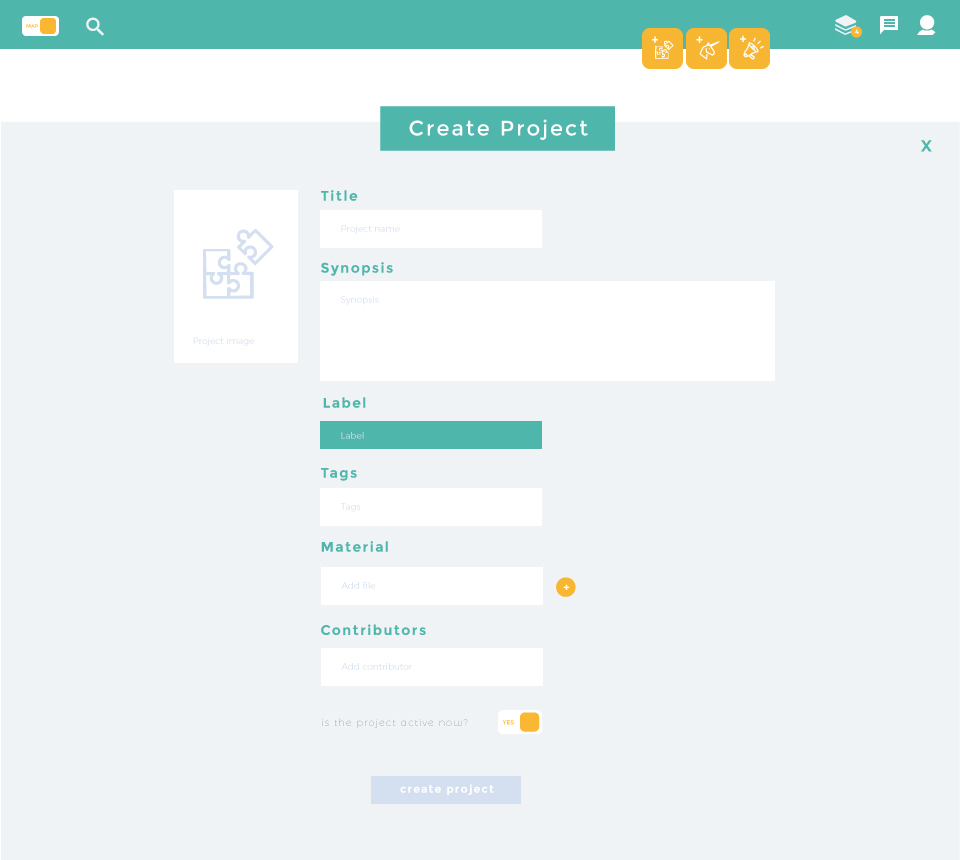 MAP
4
Create Project
X
Title
Project name
Synopsis
Synopsis
Project image
Label
Label
Tags
Tags
Material
Add file
+
Contributors
Add contributor
is the project active now?
YES
create project